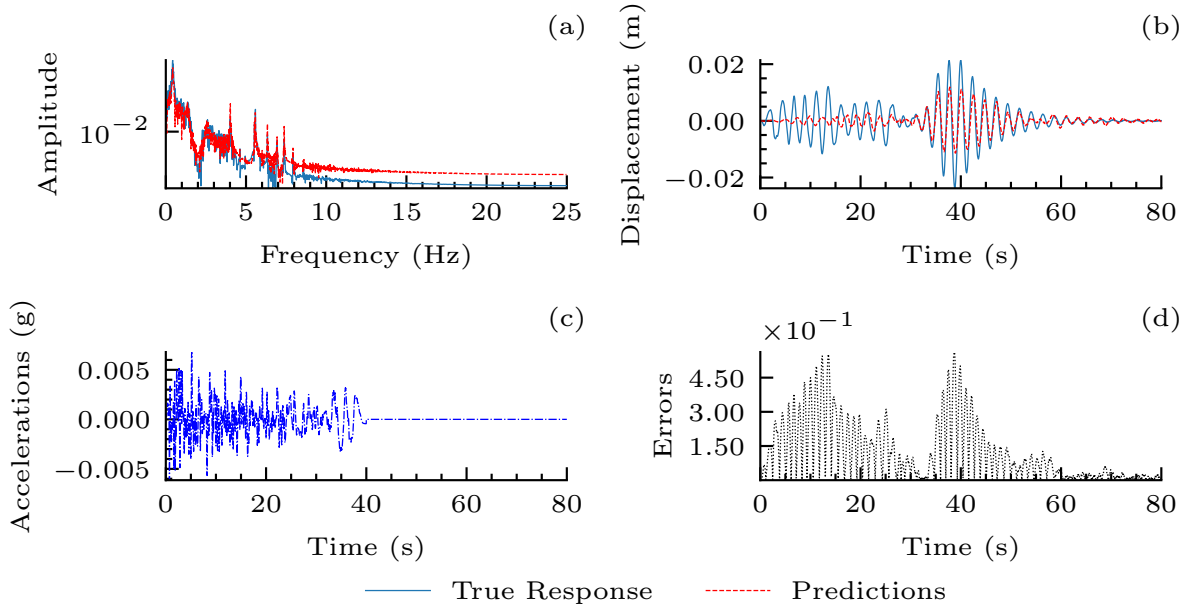 (a)
Amplitude
10⁻²
0 5 10 15 20 25
Frequency (Hz)
(b)
Displacement (m)
0.02
0.00
−0.02
0 20 40 60 80
Time (s)
(c)
Accelerations (g)
0.005
0.000
−0.005
0 20 40 60 80
Time (s)
(d)
×10⁻¹
Errors
4.50
3.00
1.50
0 20 40 60 80
Time (s)
True Response
Predictions